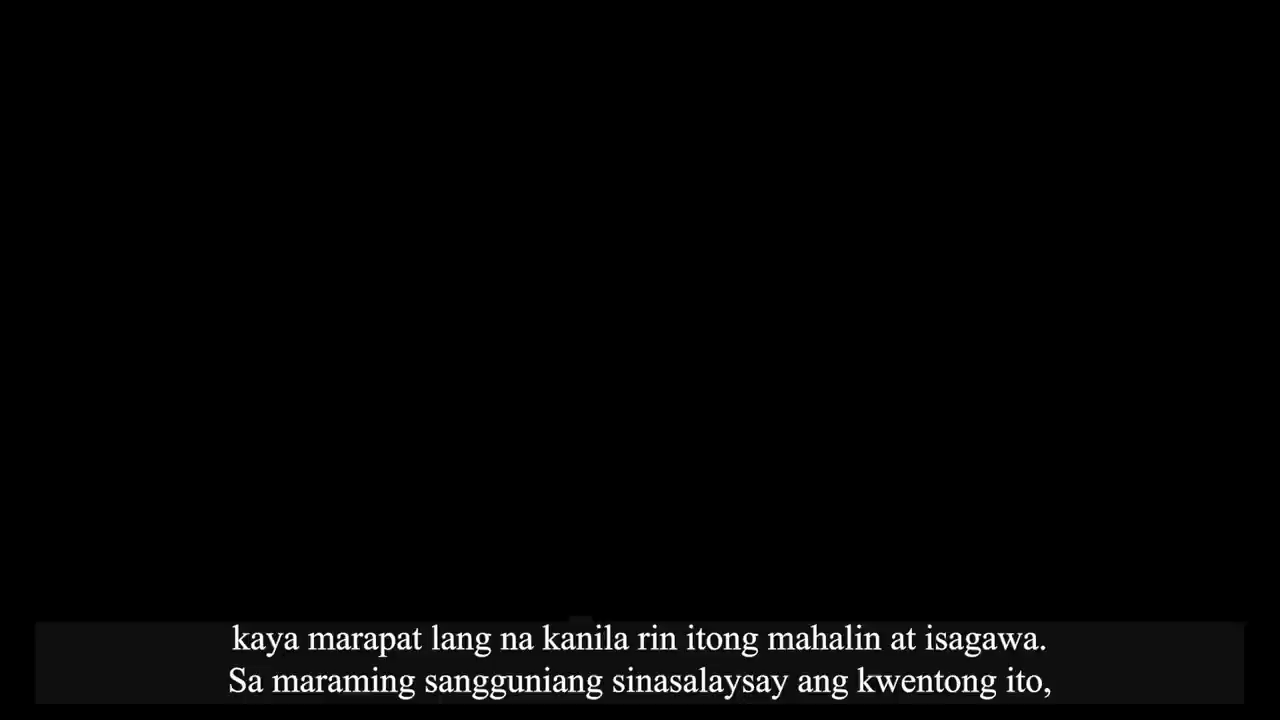 kaya marapat lang na kanila rin itong mahalin at isagawa.
Sa maraming sangguniang sinasalaysay ang kwentong ito,